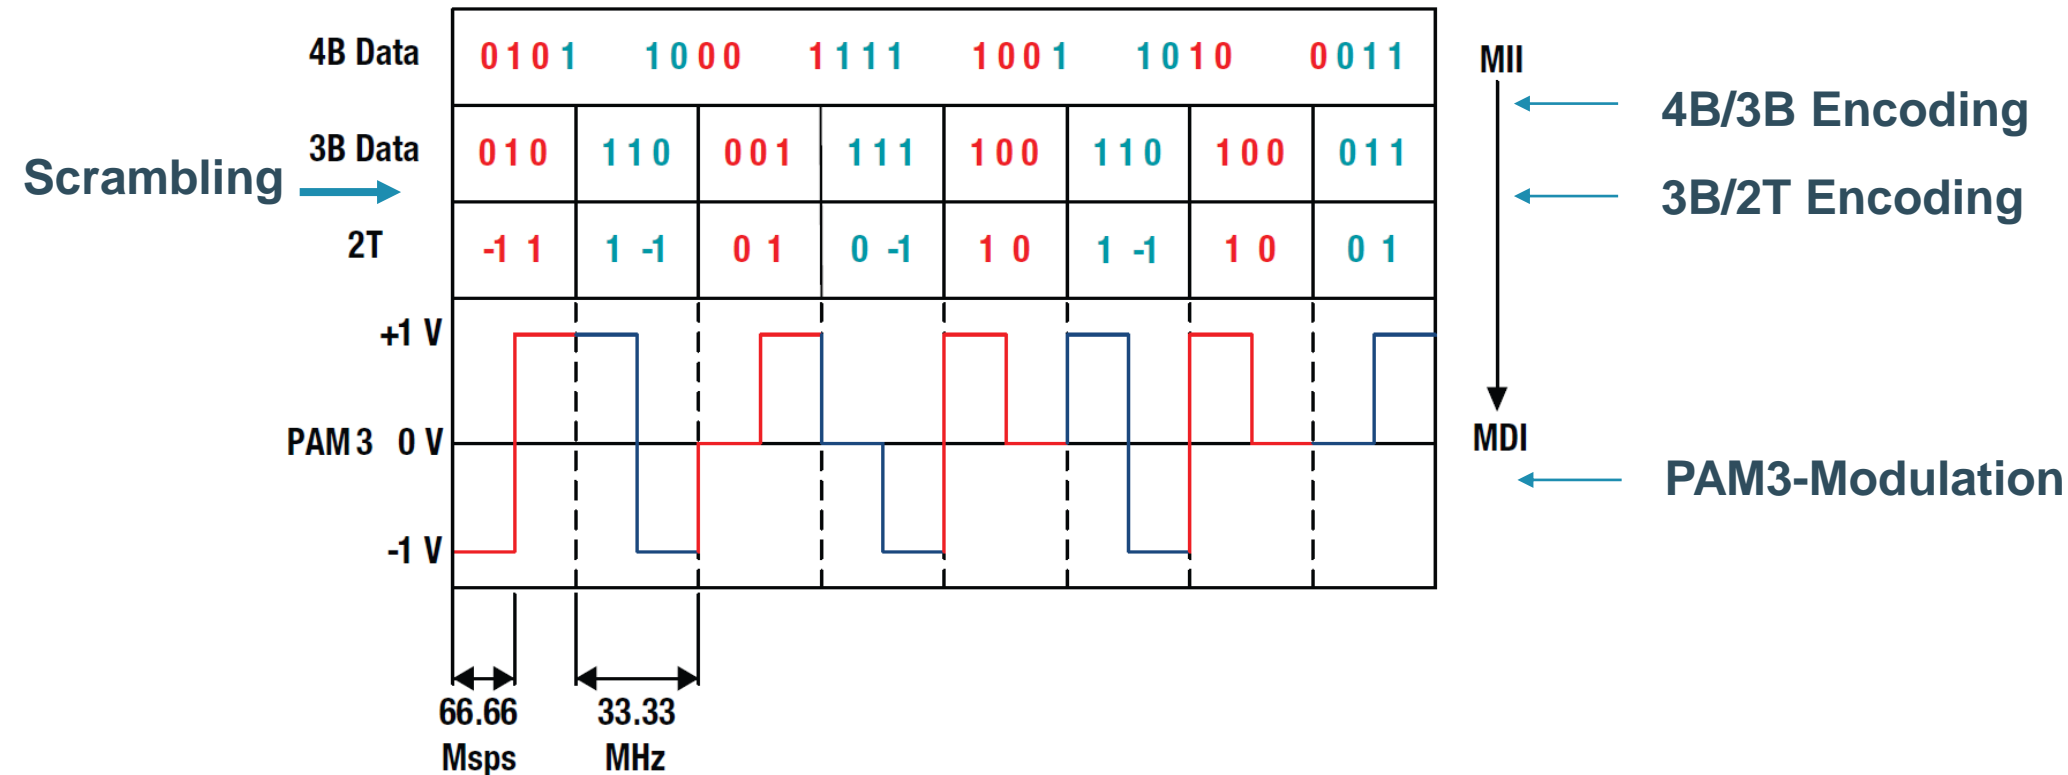 4B Data 0101 1000 1111 1001 1010 0011 MII
4B/3B Encoding
3B Data 010 110 001 111 100 110 100 011
Scrambling
3B/2T Encoding
2T -1 1 1 -1 0 1 0 -1 1 0 1 -1 1 0 0 1
+1 V
PAM 3 0 V MDI
PAM3-Modulation
-1 V
66.66 33.33
Msps MHz